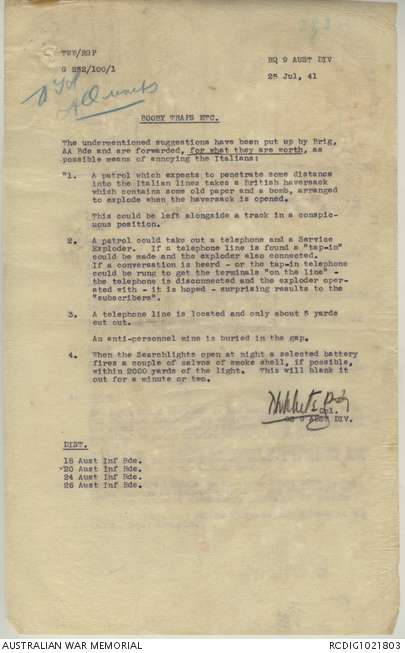 TWW/ROP
G 252/100/1
HQ 9 AUST DIV
25 Jul, 41
BOOBY TRAPS ETC.
The undermentioned suggestions have been put up by Brig,
AA Bde and are forwarded, for what they are worth, as
possible means of annoying the Italians:
"1. A patrol which expects to penetrate some distance
into the Italian lines takes a British haversack
which contains some old paper and a bomb, arranged
to explode when the haversack is opened.
This could be left alongside a track in a conspic-
uous position.
2. A patrol could take out a telephone and a Service
Exploder. If a telephone line is found a "tap-in"
could be made and the exploder also connected.
If a conversation is heard - or the tap-in telephone
could be rung to get the terminals "on the line" -
the telephone is disconnected and the exploder oper-
ated with - it is hoped - surprising results to the
"subscribers".
3. A telephone line is located and only about 5 yards
cut out.
An anti-personnel mine is buried in the gap.
4. When the Searchlights open at night a selected battery
fires a couple of salvos of smoke shell, if possible,
within 2000 yards of the light. This will blank it
out for a minute or two.
Col.
GS 9 AUST DIV.
DIST.
18 Aust Inf Bde.
20 Aust Inf Bde.
24 Aust Inf Bde.
26 Aust Inf Bde.
AUSTRALIAN WAR MEMORIAL
RCDIG1021803